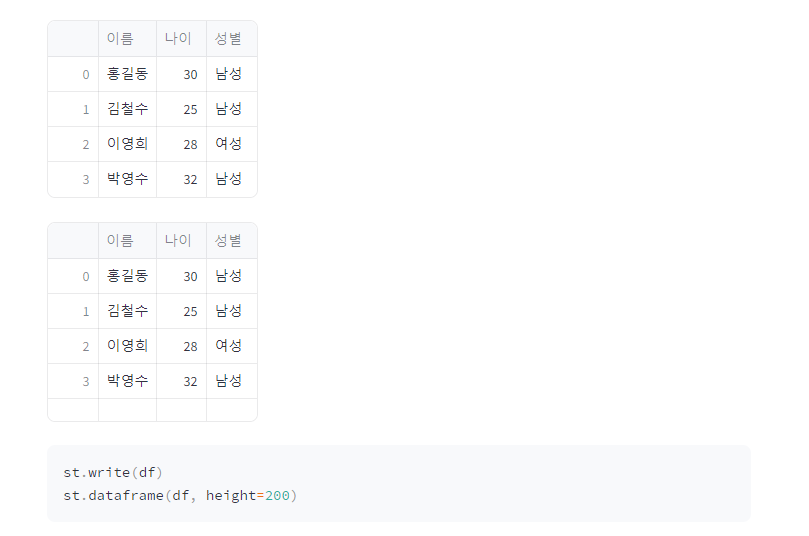 이름 나이 성별
0 홍길동 30 남성
1 김철수 25 남성
2 이영희 28 여성
3 박영수 32 남성
이름 나이 성별
0 홍길동 30 남성
1 김철수 25 남성
2 이영희 28 여성
3 박영수 32 남성
st.write(df)
st.dataframe(df, height=200)